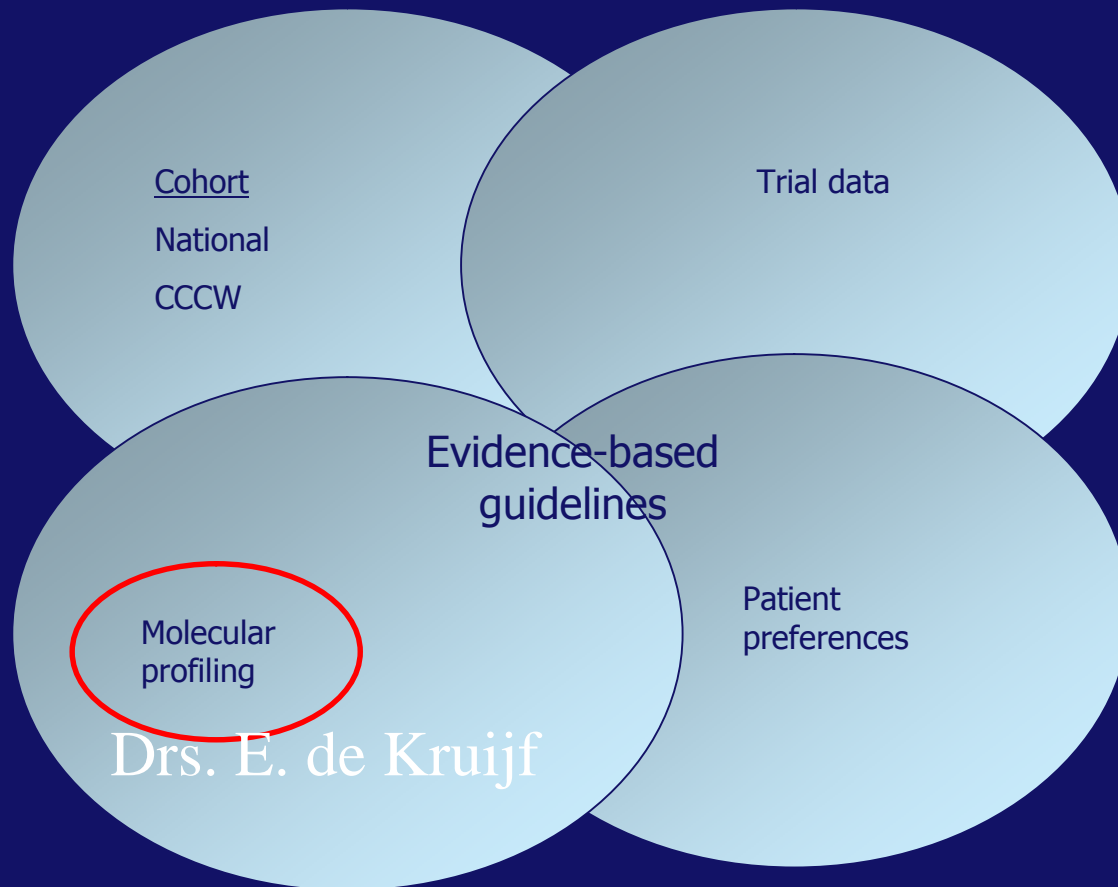 Cohort
National
CCCW
Trial data
Evidence-based
guidelines
Molecular
profiling
Patient
preferences
Drs. E. de Kruijf